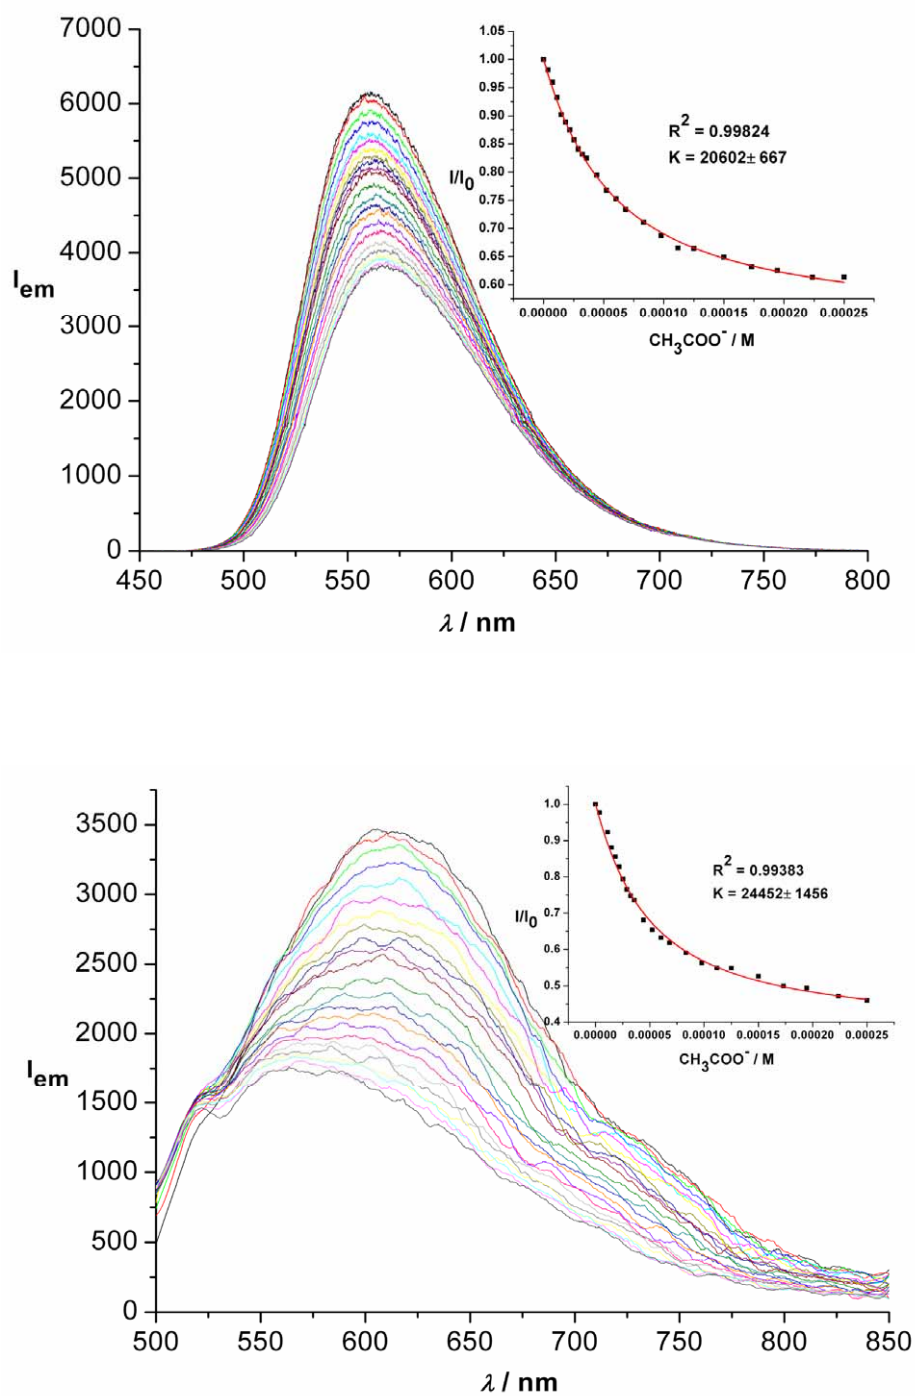 7000
6000
5000
4000
3000
2000
1000
0
I_em
450 500 550 600 650 700 750 800
λ / nm
1.05
1.00
0.95
0.90
0.85
0.80
0.75
0.70
0.65
0.60
I/I₀
R² = 0.99824
K = 20602± 667
0.00000 0.00005 0.00010 0.00015 0.00020 0.00025
CH₃COO⁻ / M
3500
3000
2500
2000
1500
1000
500
0
I_em
500 550 600 650 700 750 800 850
λ / nm
1.0
0.9
0.8
0.7
0.6
0.5
0.4
I/I₀
R² = 0.99383
K = 24452± 1456
0.00000 0.00005 0.00010 0.00015 0.00020 0.00025
CH₃COO⁻ / M